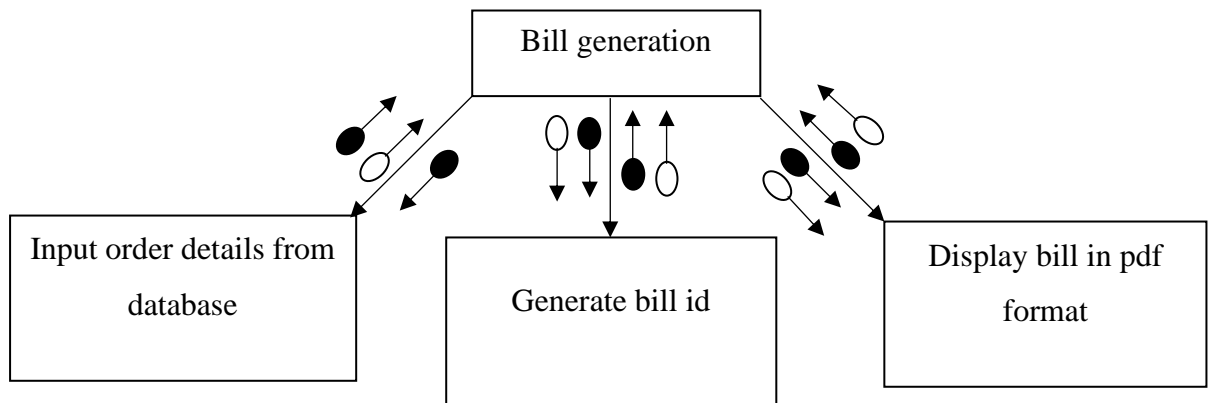 Bill generation
Input order details from
database
Generate bill id
Display bill in pdf
format